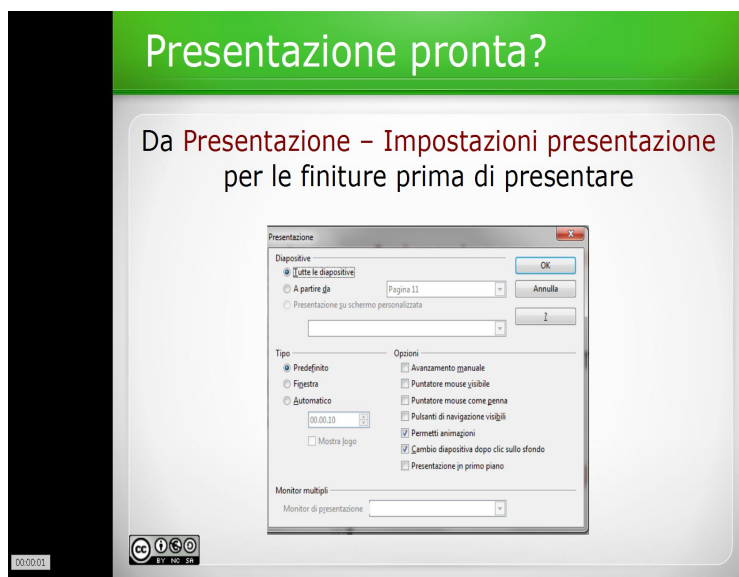 Presentazione pronta?
Da Presentazione – Impostazioni presentazione
per le finiture prima di presentare
Presentazione
X
Diapositive
Tutte le diapositive
A partire da
Pagina 11
Presentazione su schermo personalizzata
OK
Annulla
?
Tipo
Predefinito
Finestra
Automatico
00.00.10
Mostra logo
Opzioni
Avanzamento manuale
Puntatore mouse visibile
Puntatore mouse come penna
Pulsanti di navigazione visibili
Permetti animazioni
Cambio diapositiva dopo clic sullo sfondo
Presentazione in primo piano
Monitor multipli
Monitor di presentazione
cc
BY NC SA
00:00:01